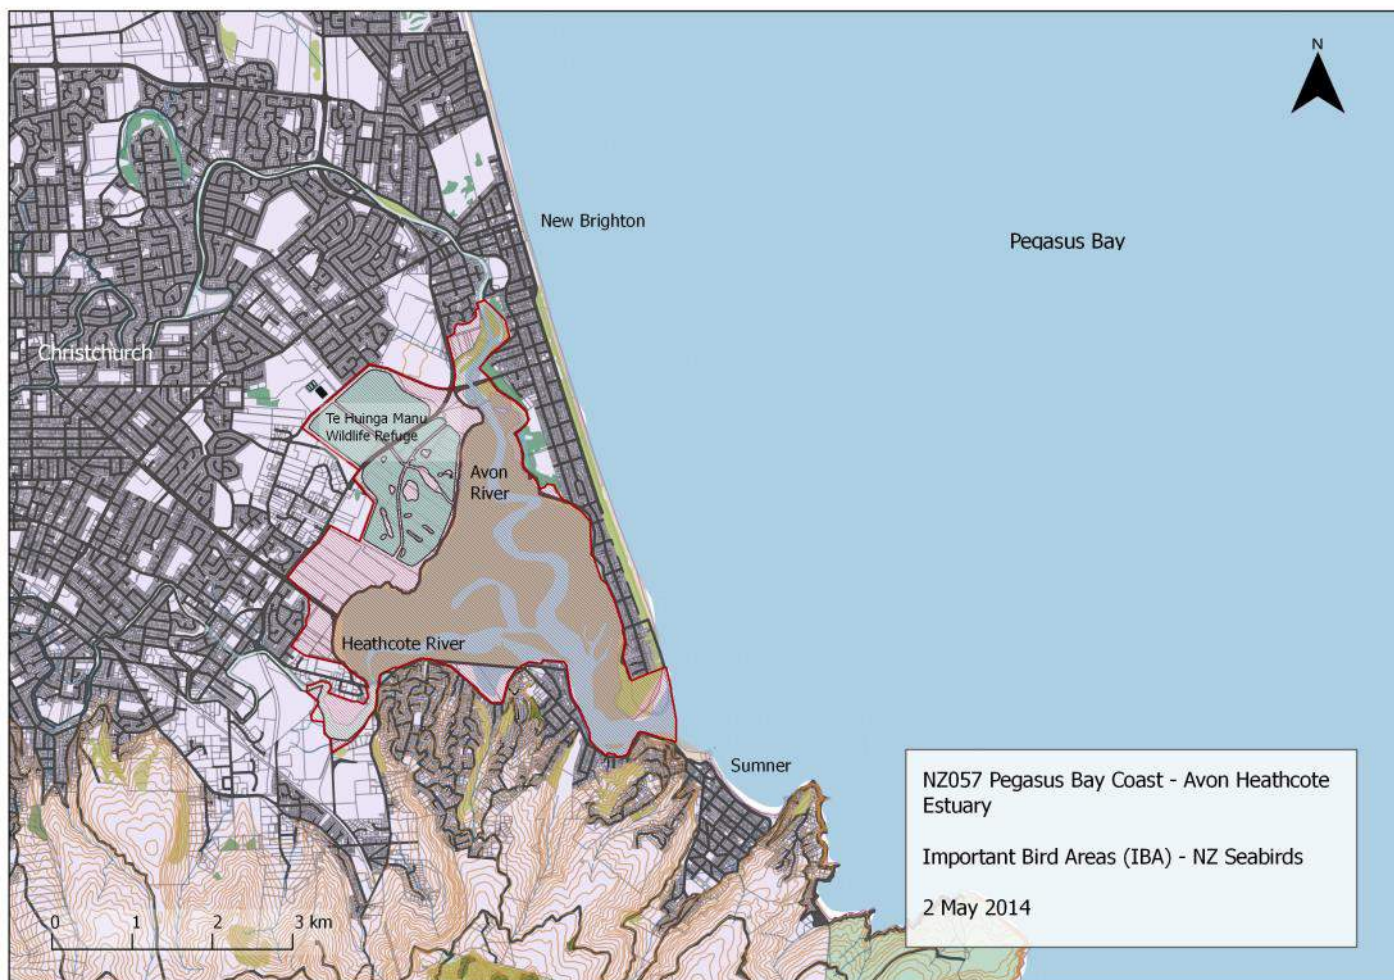 N
New Brighton
Pegasus Bay
Christchurch
Te Huinga Manu
Wildlife Refuge
Avon
River
Heathcote River
Sumner
NZ057 Pegasus Bay Coast - Avon Heathcote
Estuary
Important Bird Areas (IBA) - NZ Seabirds
2 May 2014
0 1 2 3 km